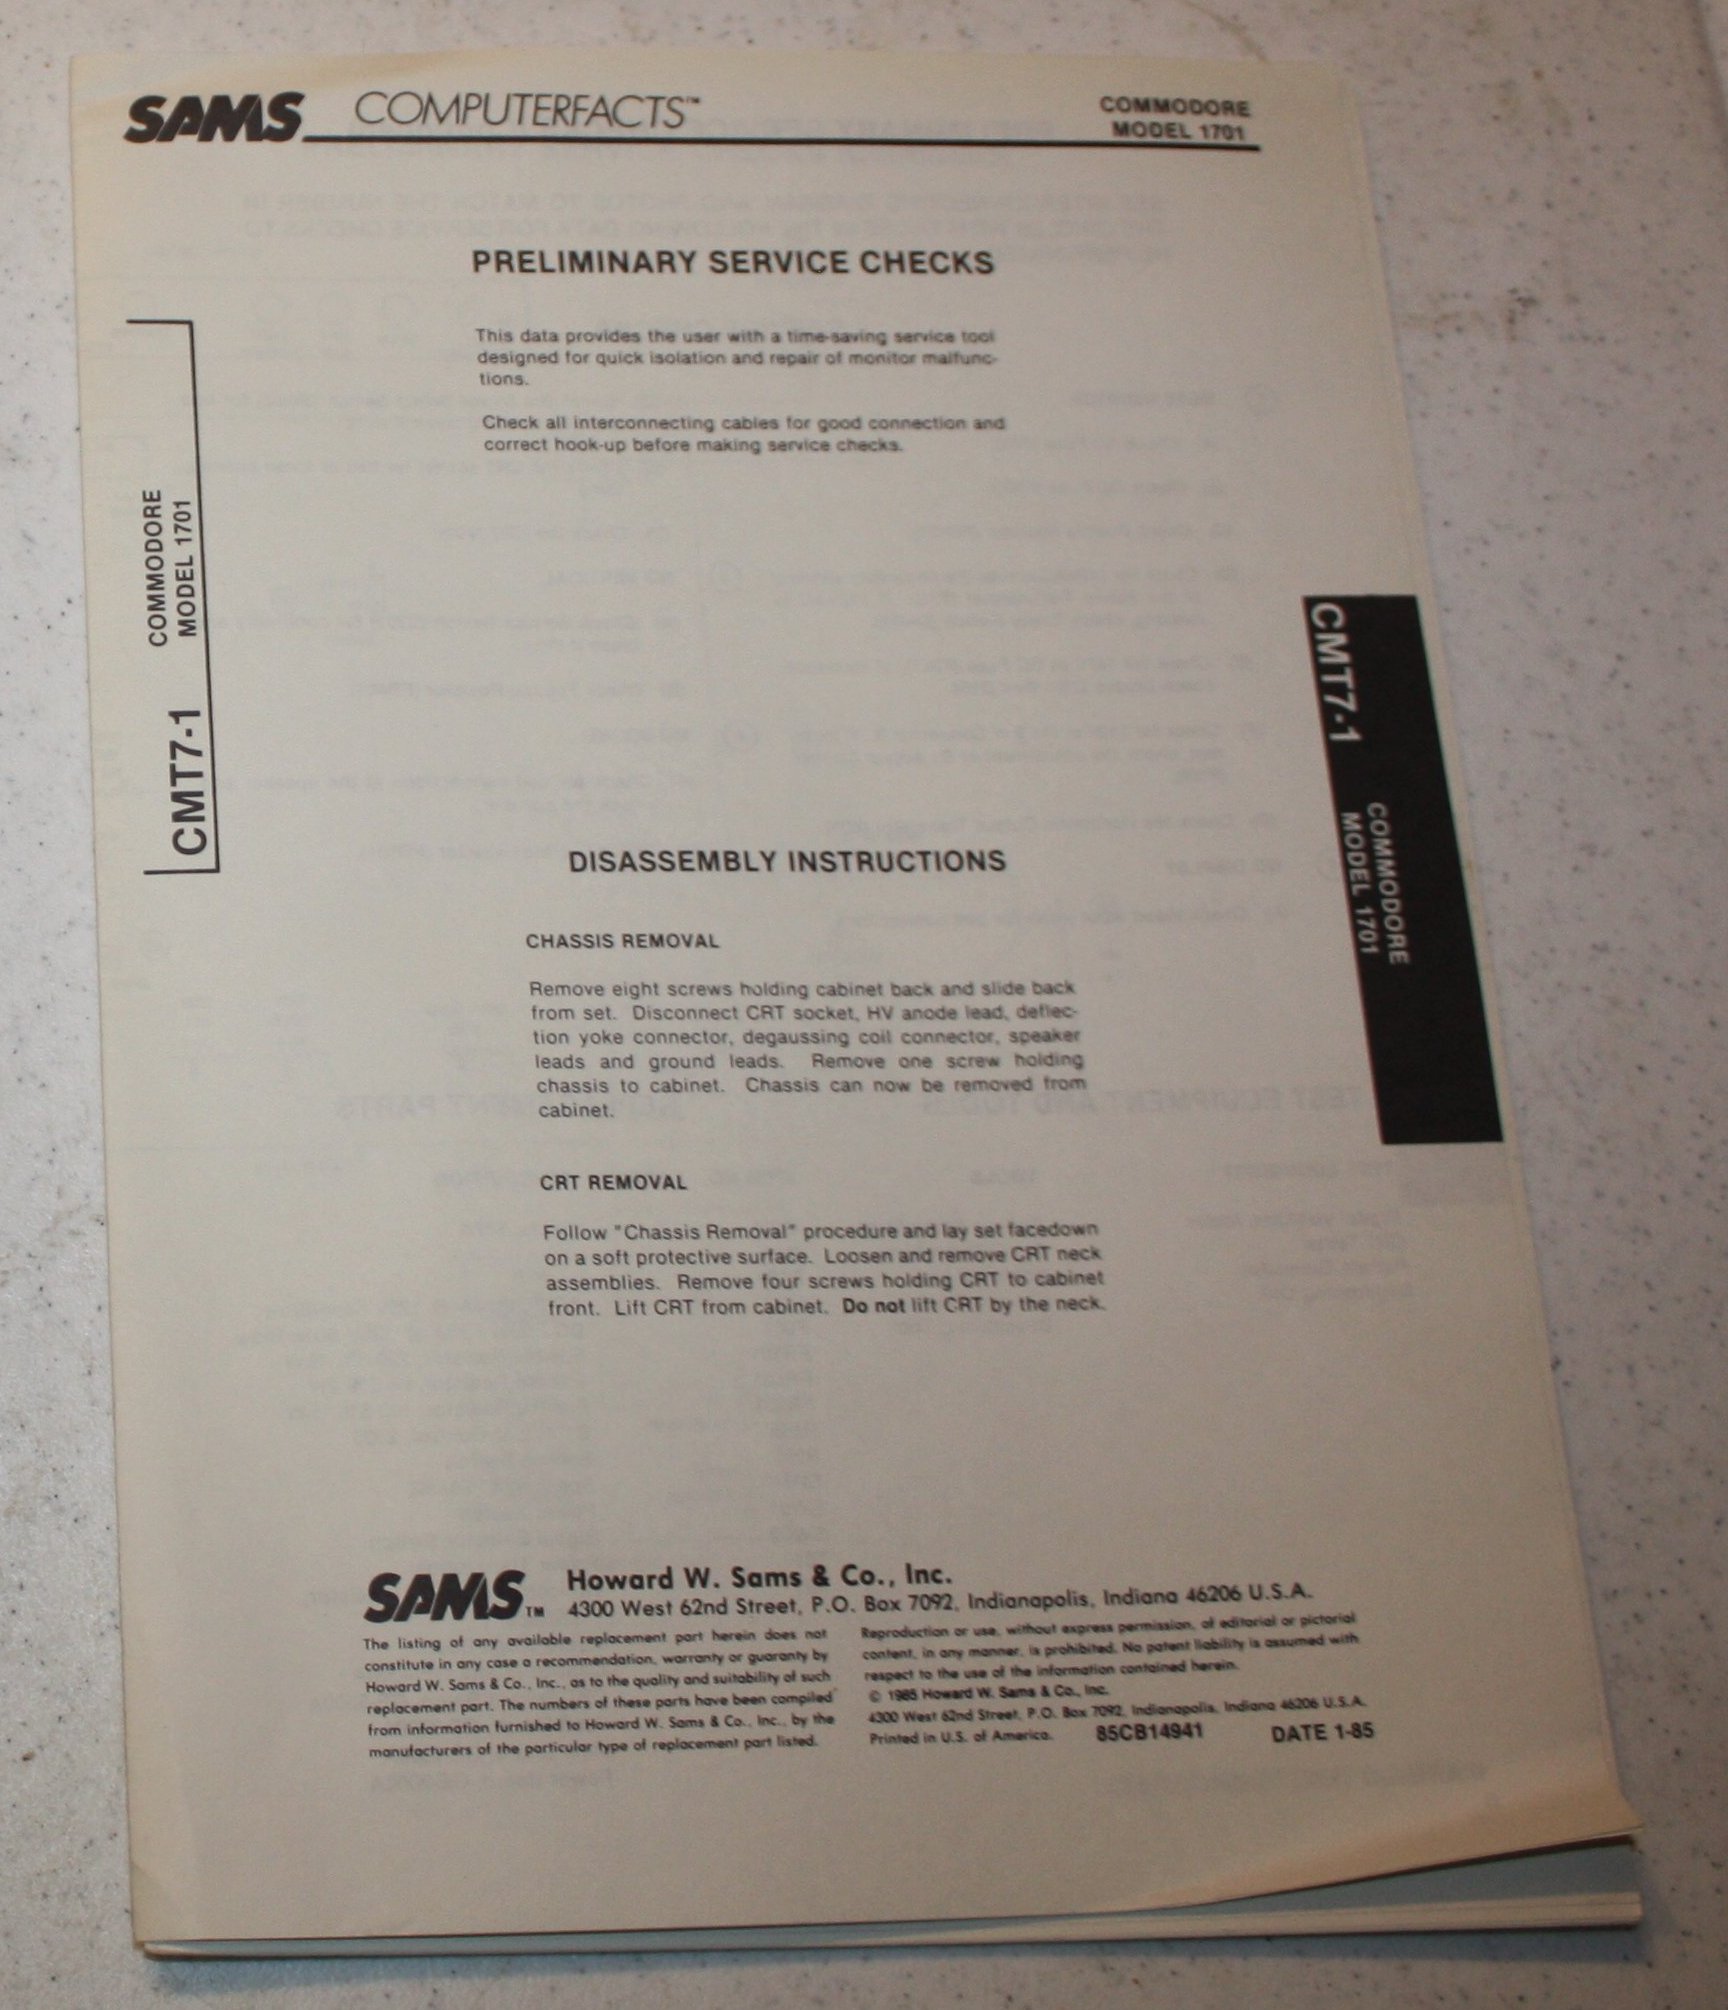 SAMS COMPUTERFACTS™
COMMODORE
MODEL 1701
PRELIMINARY SERVICE CHECKS
This data provides the user with a time-saving service tool
designed for quick isolation and repair of monitor malfunc-
tions.
Check all interconnecting cables for good connection and
correct hook-up before making service checks.
CMT7-1
COMMODORE
MODEL 1701
CMT7-1
COMMODORE
MODEL 1701
DISASSEMBLY INSTRUCTIONS
CHASSIS REMOVAL
Remove eight screws holding cabinet back and slide back
from set. Disconnect CRT socket, HV anode lead, deflec-
tion yoke connector, degaussing coil connector, speaker
leads and ground leads. Remove one screw holding
chassis to cabinet. Chassis can now be removed from
cabinet.
CRT REMOVAL
Follow "Chassis Removal" procedure and lay set facedown
on a soft protective surface. Loosen and remove CRT neck
assemblies. Remove four screws holding CRT to cabinet
front. Lift CRT from cabinet. Do not lift CRT by the neck.
SAMS™
Howard W. Sams & Co., Inc.
4300 West 62nd Street, P.O. Box 7092, Indianapolis, Indiana 46206 U.S.A.
The listing of any available replacement part herein does not
constitute in any case a recommendation, warranty or guaranty by
Howard W. Sams & Co., Inc., as to the quality and suitability of such
replacement part. The numbers of these parts have been compiled
from information furnished to Howard W. Sams & Co., Inc., by the
manufacturers of the particular type of replacement part listed.
Reproduction or use, without express permission, of editorial or pictorial
content, in any manner, is prohibited. No patent liability is assumed with
respect to the use of the information contained herein.
© 1985 Howard W. Sams & Co., Inc.
4300 West 62nd Street, P.O. Box 7092, Indianapolis, Indiana 46206 U.S.A.
Printed in U.S. of America. 85CB14941 DATE 1-85